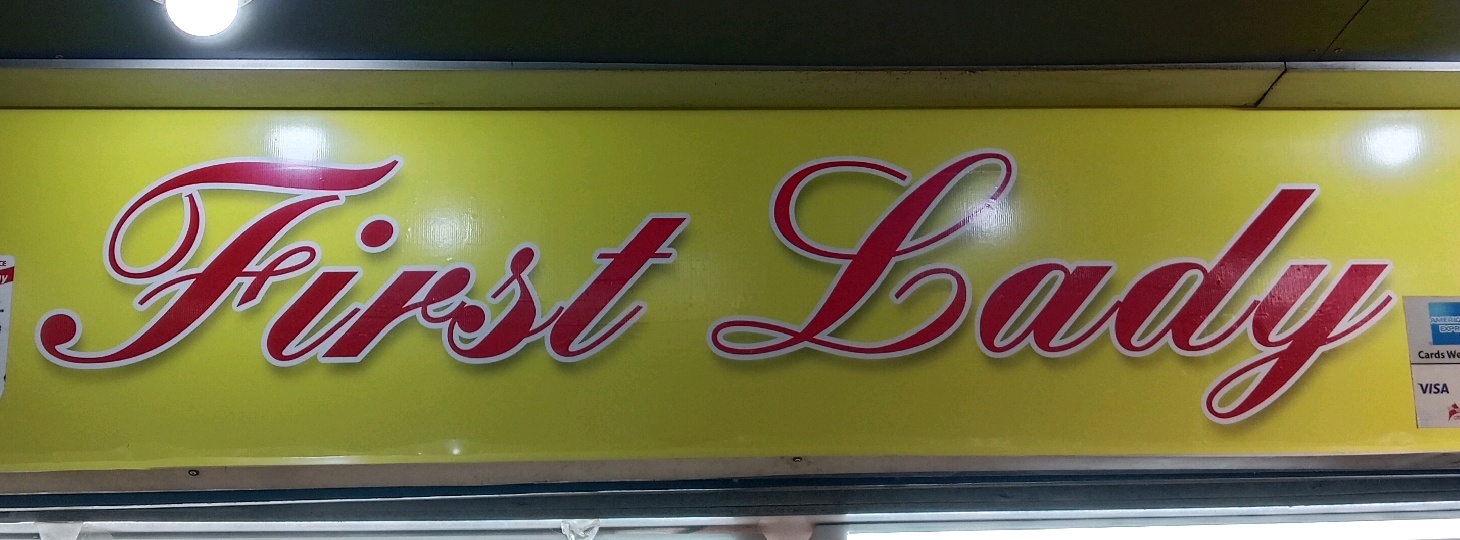 First Lady
Cards We
VISA